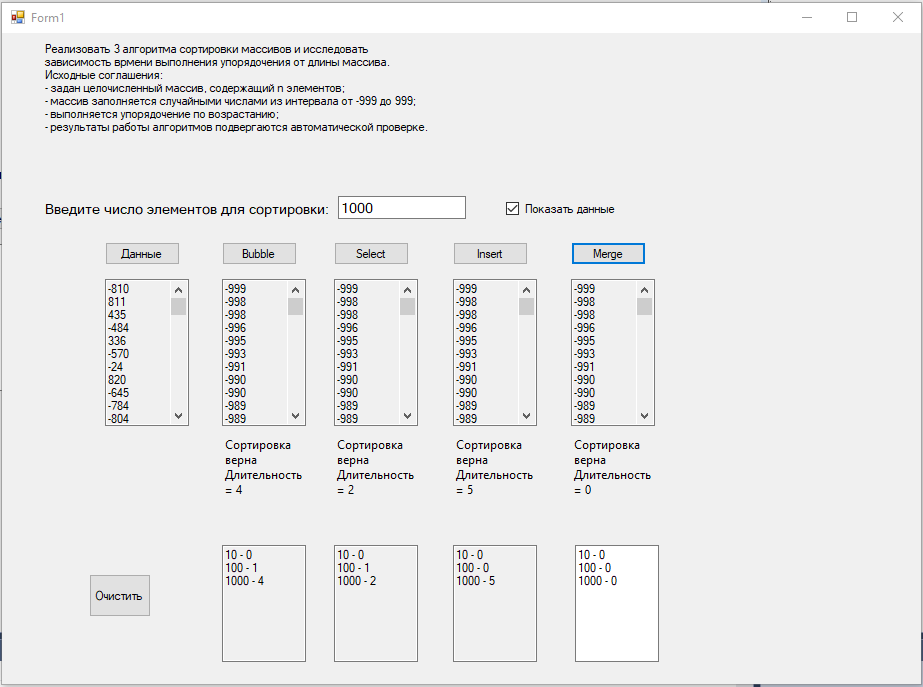 Form1
Реализовать 3 алгоритма сортировки массивов и исследовать
зависимость врмени выполнения упорядочения от длины массива.
Исходные соглашения:
- задан целочисленный массив, содержащий n элементов;
- массив заполняется случайными числами из интервала от -999 до 999;
- выполняется упорядочение по возрастанию;
- результаты работы алгоритмов подвергаются автоматической проверке.
Введите число элементов для сортировки: 1000 Показать данные
Данные Bubble Select Insert Merge
-810 -999 -999 -999 -999
811 -998 -998 -998 -998
435 -998 -998 -998 -998
-484 -996 -996 -996 -996
336 -995 -995 -995 -995
-570 -993 -993 -993 -993
-24 -991 -991 -991 -991
820 -990 -990 -990 -990
-645 -990 -990 -990 -990
-784 -989 -989 -989 -989
-804 -989 -989 -989 -989
Сортировка Сортировка Сортировка Сортировка
верна верна верна верна
Длительность Длительность Длительность Длительность
= 4 = 2 = 5 = 0
10 - 0 10 - 0 10 - 0 10 - 0
100 - 1 100 - 1 100 - 0 100 - 0
1000 - 4 1000 - 2 1000 - 5 1000 - 0
Очистить